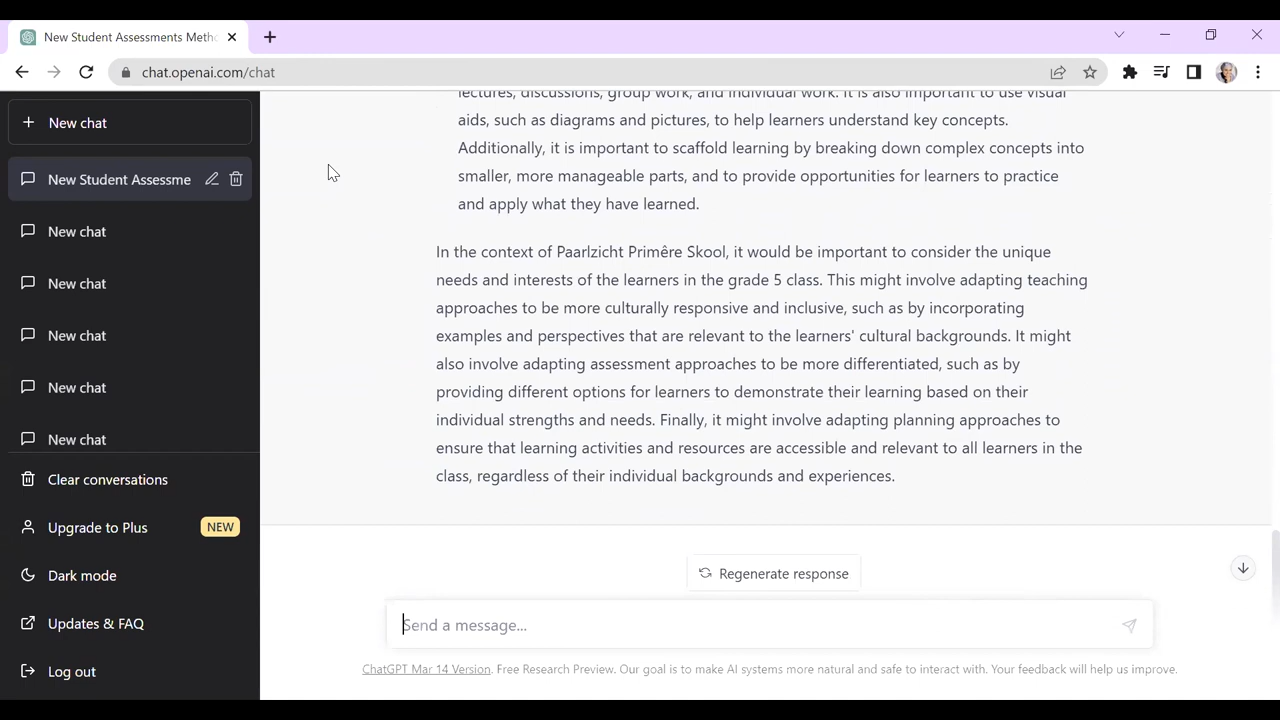 New Student Assessments Meth
chat.openai.com/chat
New chat
New Student Assessme
New chat
New chat
New chat
New chat
New chat
Clear conversations
Upgrade to Plus NEW
Dark mode
Updates & FAQ
Log out
lectures, discussions, group work, and individual work. It is also important to use visual
aids, such as diagrams and pictures, to help learners understand key concepts.
Additionally, it is important to scaffold learning by breaking down complex concepts into
smaller, more manageable parts, and to provide opportunities for learners to practice
and apply what they have learned.
In the context of Paarlzicht Primêre Skool, it would be important to consider the unique
needs and interests of the learners in the grade 5 class. This might involve adapting teaching
approaches to be more culturally responsive and inclusive, such as by incorporating
examples and perspectives that are relevant to the learners' cultural backgrounds. It might
also involve adapting assessment approaches to be more differentiated, such as by
providing different options for learners to demonstrate their learning based on their
individual strengths and needs. Finally, it might involve adapting planning approaches to
ensure that learning activities and resources are accessible and relevant to all learners in the
class, regardless of their individual backgrounds and experiences.
Regenerate response
Send a message...
ChatGPT Mar 14 Version. Free Research Preview. Our goal is to make AI systems more natural and safe to interact with. Your feedback will help us improve.